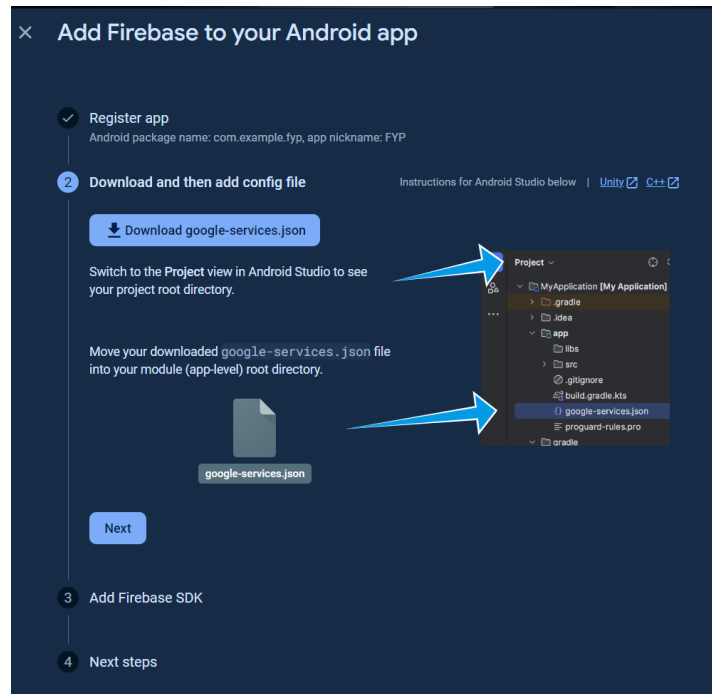 Add Firebase to your Android app
Register app
Android package name: com.example.fyp, app nickname: FYP
2
Download and then add config file
Instructions for Android Studio below | Unity C++
Download google-services.json
Switch to the Project view in Android Studio to see
your project root directory.
Move your downloaded google-services.json file
into your module (app-level) root directory.
google-services.json
Project
MyApplication [My Application]
.gradle
.idea
app
libs
src
.gitignore
build.gradle.kts
google-services.json
proguard-rules.pro
gradle
Next
3
Add Firebase SDK
4
Next steps